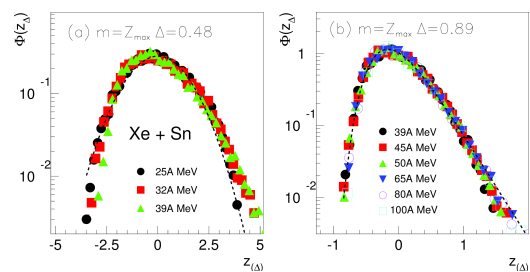 (a) m=Zmax Δ=0.48
Φ(z_Δ)
10⁻¹
10⁻²
Xe + Sn
25A MeV
32A MeV
39A MeV
-5 -2.5 0 2.5 5
z_(Δ)
(b) m=Zmax Δ=0.89
Φ(z_Δ)
1
10⁻¹
10⁻²
39A MeV
45A MeV
50A MeV
65A MeV
80A MeV
100A MeV
-1 0 1
z_(Δ)